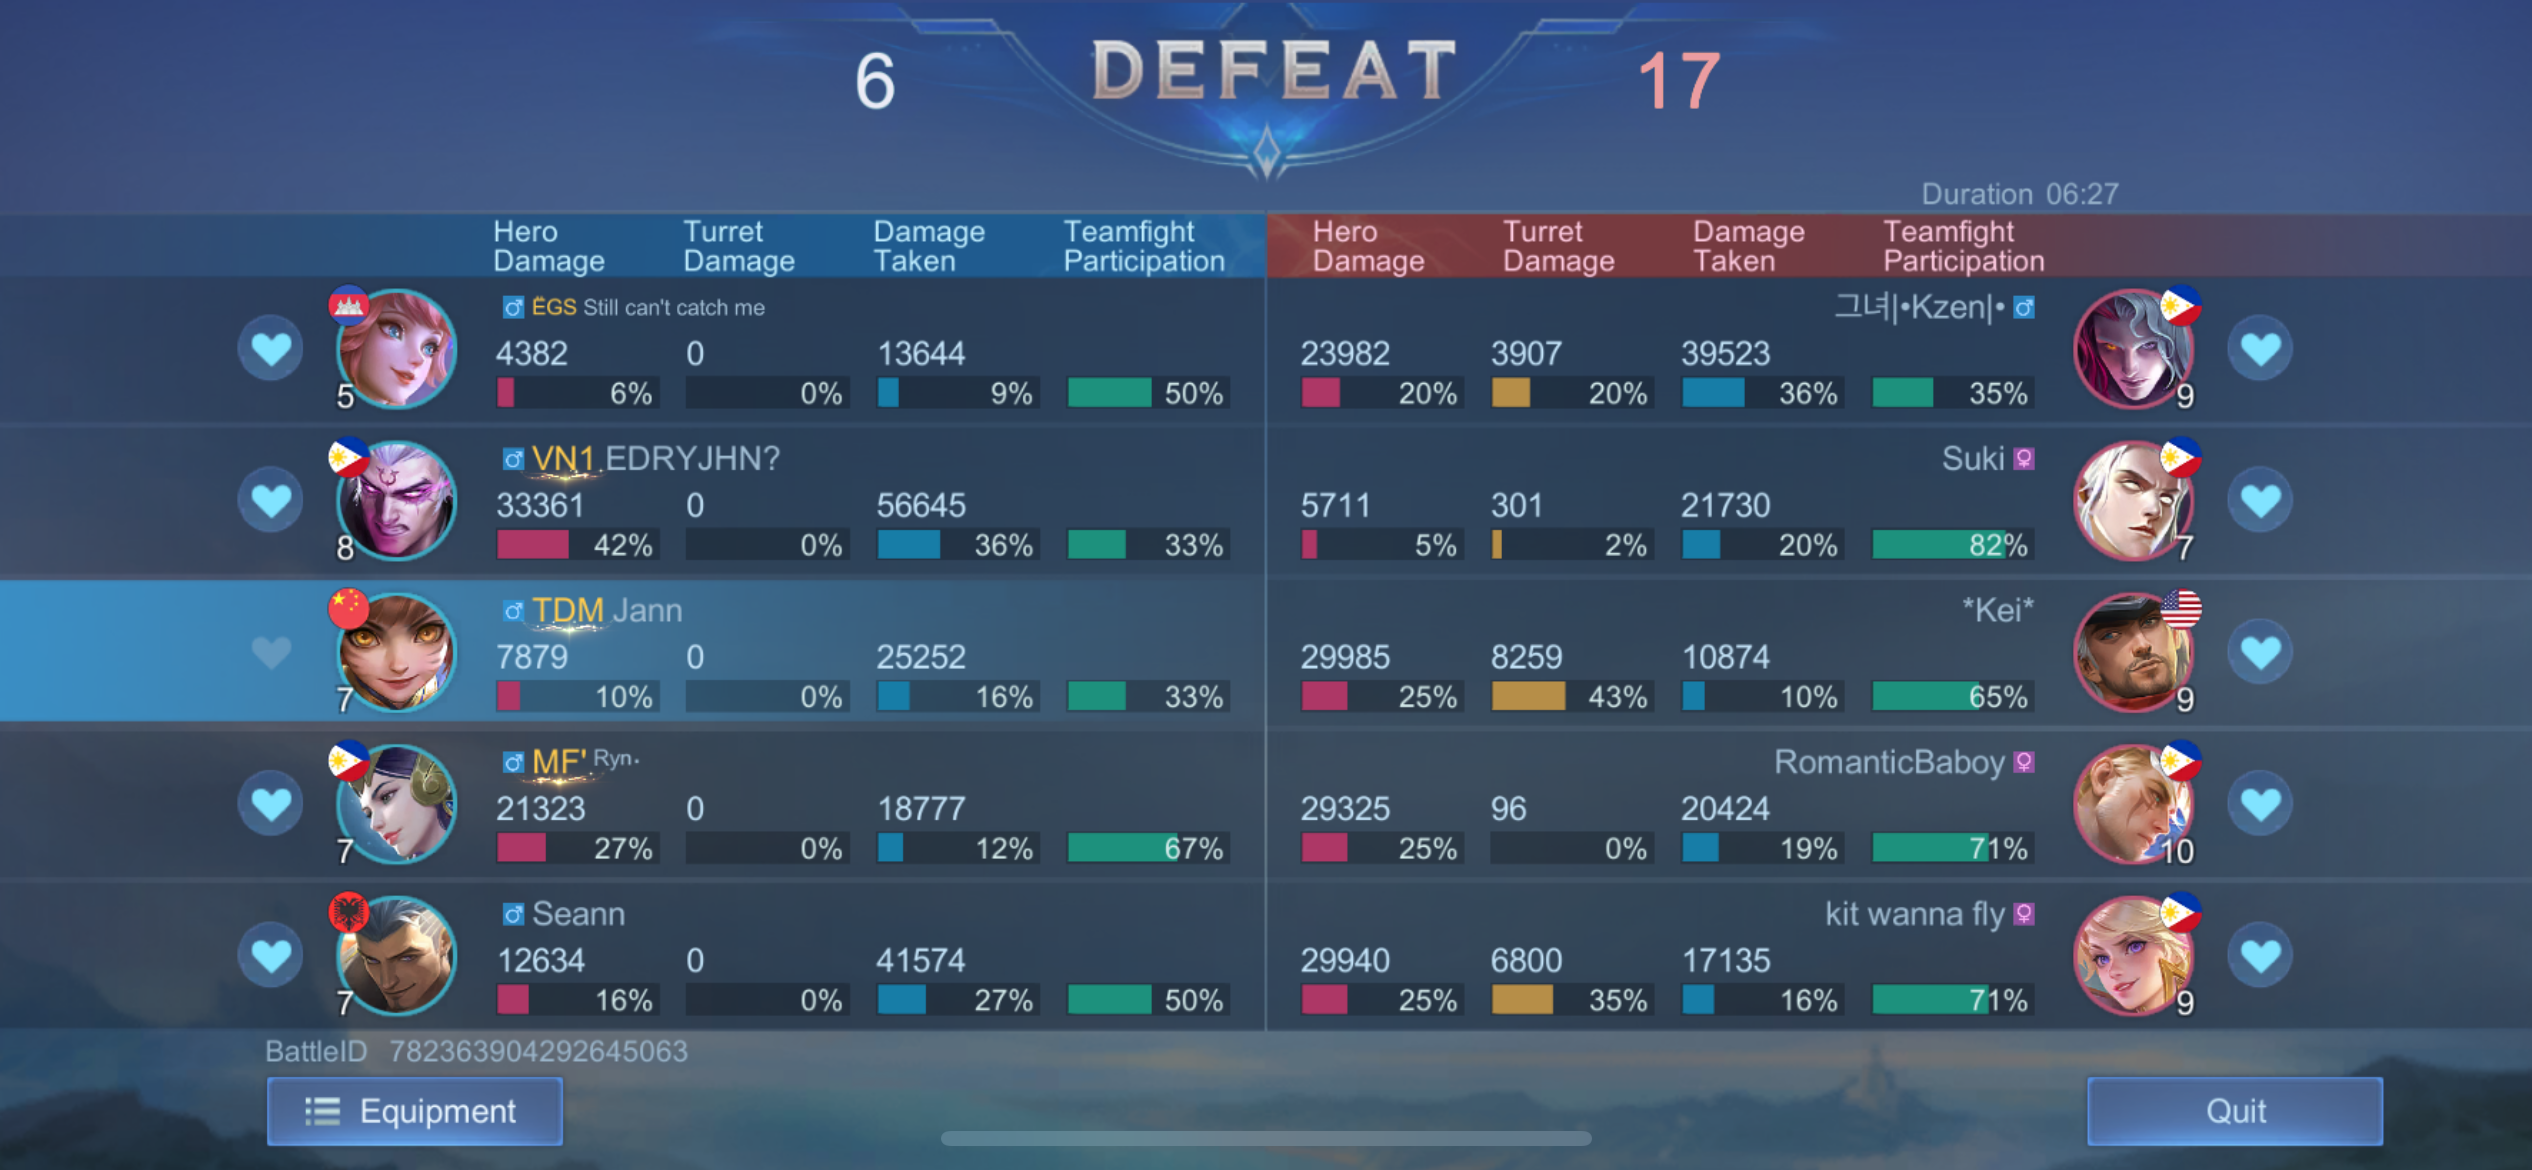 6 DEFEAT 17
Duration 06:27
Hero Damage Turret Damage Damage Taken Teamfight Participation Hero Damage Turret Damage Damage Taken Teamfight Participation
ËGS Still can't catch me
4382 0 13644
6% 0% 9% 50%
5
그녀|•Kzen|•
23982 3907 39523
20% 20% 36% 35%
9
VN1 EDRYJHN?
33361 0 56645
42% 0% 36% 33%
8
Suki
5711 301 21730
5% 2% 20% 82%
7
TDM Jann
7879 0 25252
10% 0% 16% 33%
7
*Kei*
29985 8259 10874
25% 43% 10% 65%
9
MF' Ryn·
21323 0 18777
27% 0% 12% 67%
7
RomanticBaboy
29325 96 20424
25% 0% 19% 71%
10
Seann
12634 0 41574
16% 0% 27% 50%
7
kit wanna fly
29940 6800 17135
25% 35% 16% 71%
9
BattleID 782363904292645063
Equipment Quit